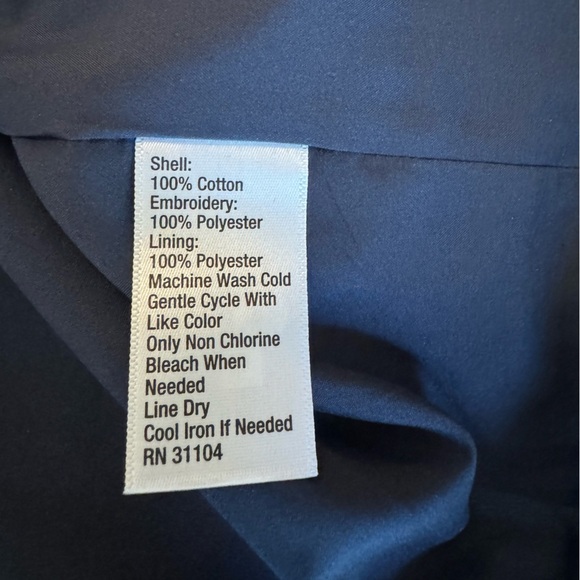 Shell:
100% Cotton
Embroidery:
100% Polyester
Lining:
100% Polyester
Machine Wash Cold
Gentle Cycle With
Like Color
Only Non Chlorine
Bleach When
Needed
Line Dry
Cool Iron If Needed
RN 31104